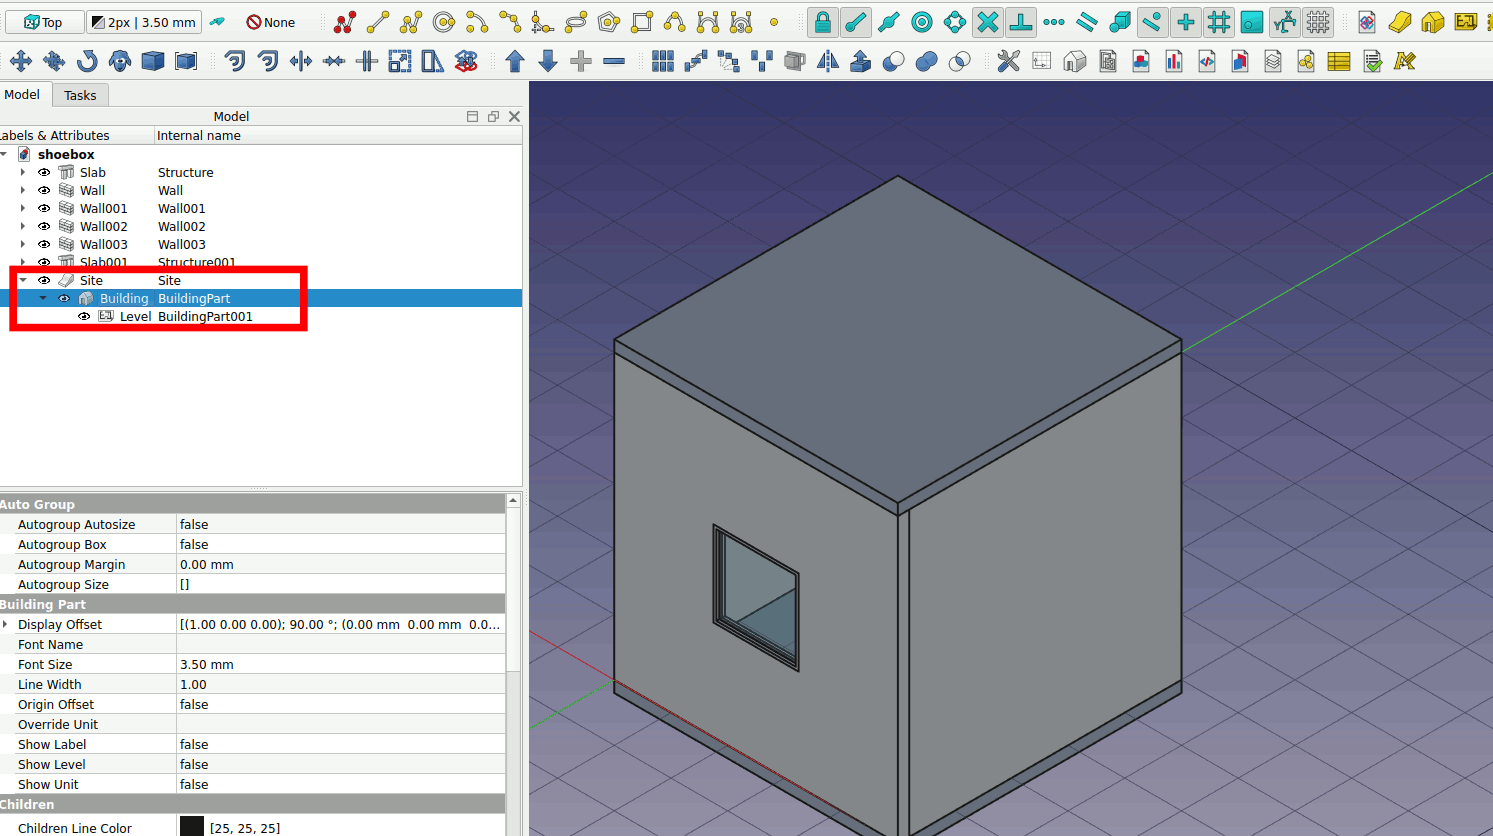 Top 2px | 3.50 mm None
Model Tasks
Model
Labels & Attributes Internal name
shoebox
Slab Structure
Wall Wall
Wall001 Wall001
Wall002 Wall002
Wall003 Wall003
Slab001 Structure001
Site Site
Building BuildingPart
Level BuildingPart001
Auto Group
Autogroup Autosize false
Autogroup Box false
Autogroup Margin 0.00 mm
Autogroup Size []
Building Part
Display Offset [(1.00 0.00 0.00); 90.00 °; (0.00 mm 0.00 mm 0.0...
Font Name
Font Size 3.50 mm
Line Width 1.00
Origin Offset false
Override Unit
Show Label false
Show Level false
Show Unit false
Children
Children Line Color [25, 25, 25]